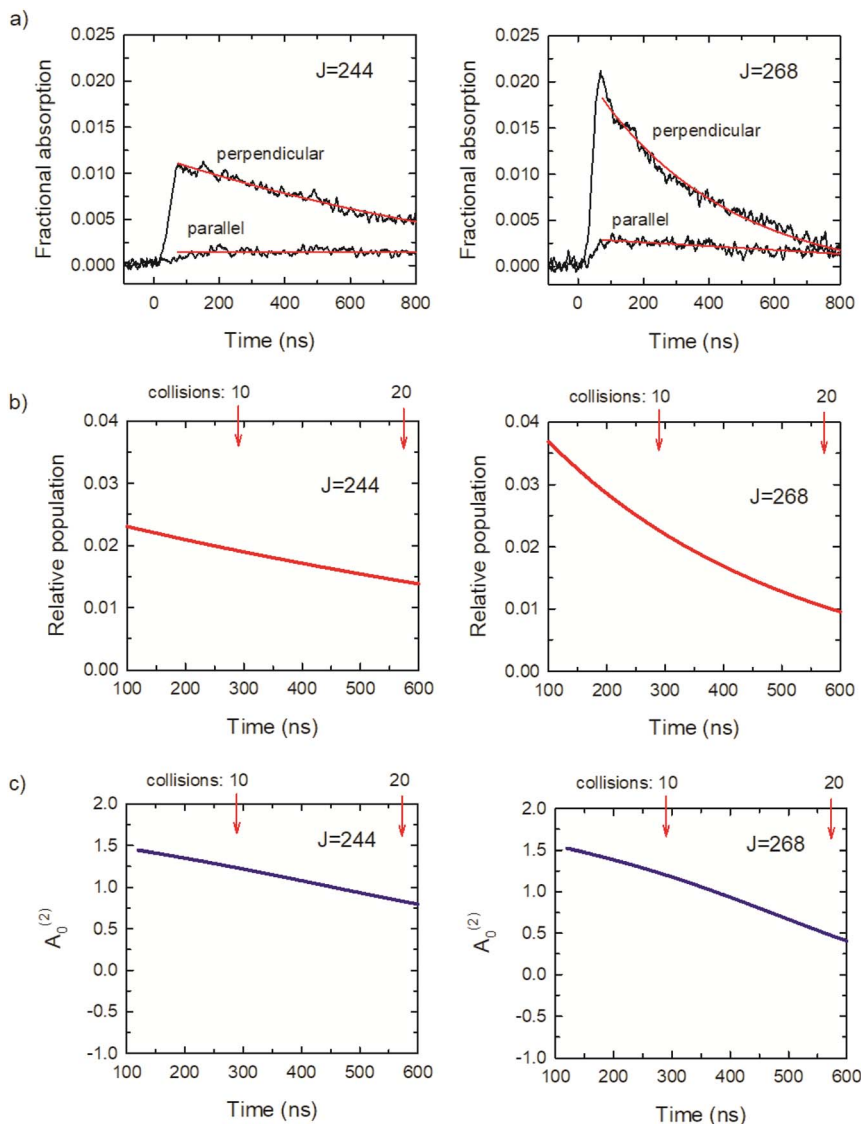 a)
0.025
0.020
0.015
0.010
0.005
0.000
Fractional absorption
J=244
perpendicular
parallel
0 200 400 600 800
Time (ns)
0.025
0.020
0.015
0.010
0.005
0.000
Fractional absorption
J=268
perpendicular
parallel
0 200 400 600 800
Time (ns)
b)
collisions: 10 20
0.04
0.03
0.02
0.01
0.00
Relative population
J=244
100 200 300 400 500 600
Time (ns)
collisions: 10 20
0.04
0.03
0.02
0.01
0.00
Relative population
J=268
100 200 300 400 500 600
Time (ns)
c)
collisions: 10 20
2.0
1.5
1.0
0.5
0.0
-0.5
-1.0
A₀⁽²⁾
J=244
100 200 300 400 500 600
Time (ns)
collisions: 10 20
2.0
1.5
1.0
0.5
0.0
-0.5
-1.0
A₀⁽²⁾
J=268
100 200 300 400 500 600
Time (ns)